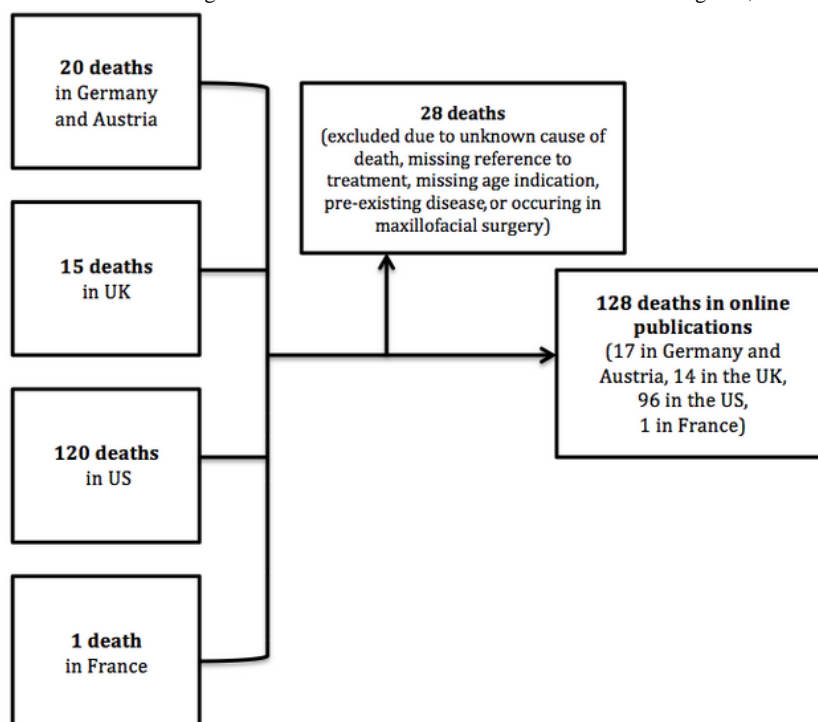 20 deaths
in Germany
and Austria
15 deaths
in UK
120 deaths
in US
1 death
in France
28 deaths
(excluded due to unknown cause of
death, missing reference to
treatment, missing age indication,
pre-existing disease, or occuring in
maxillofacial surgery)
128 deaths in online
publications
(17 in Germany and
Austria, 14 in the UK,
96 in the US,
1 in France)